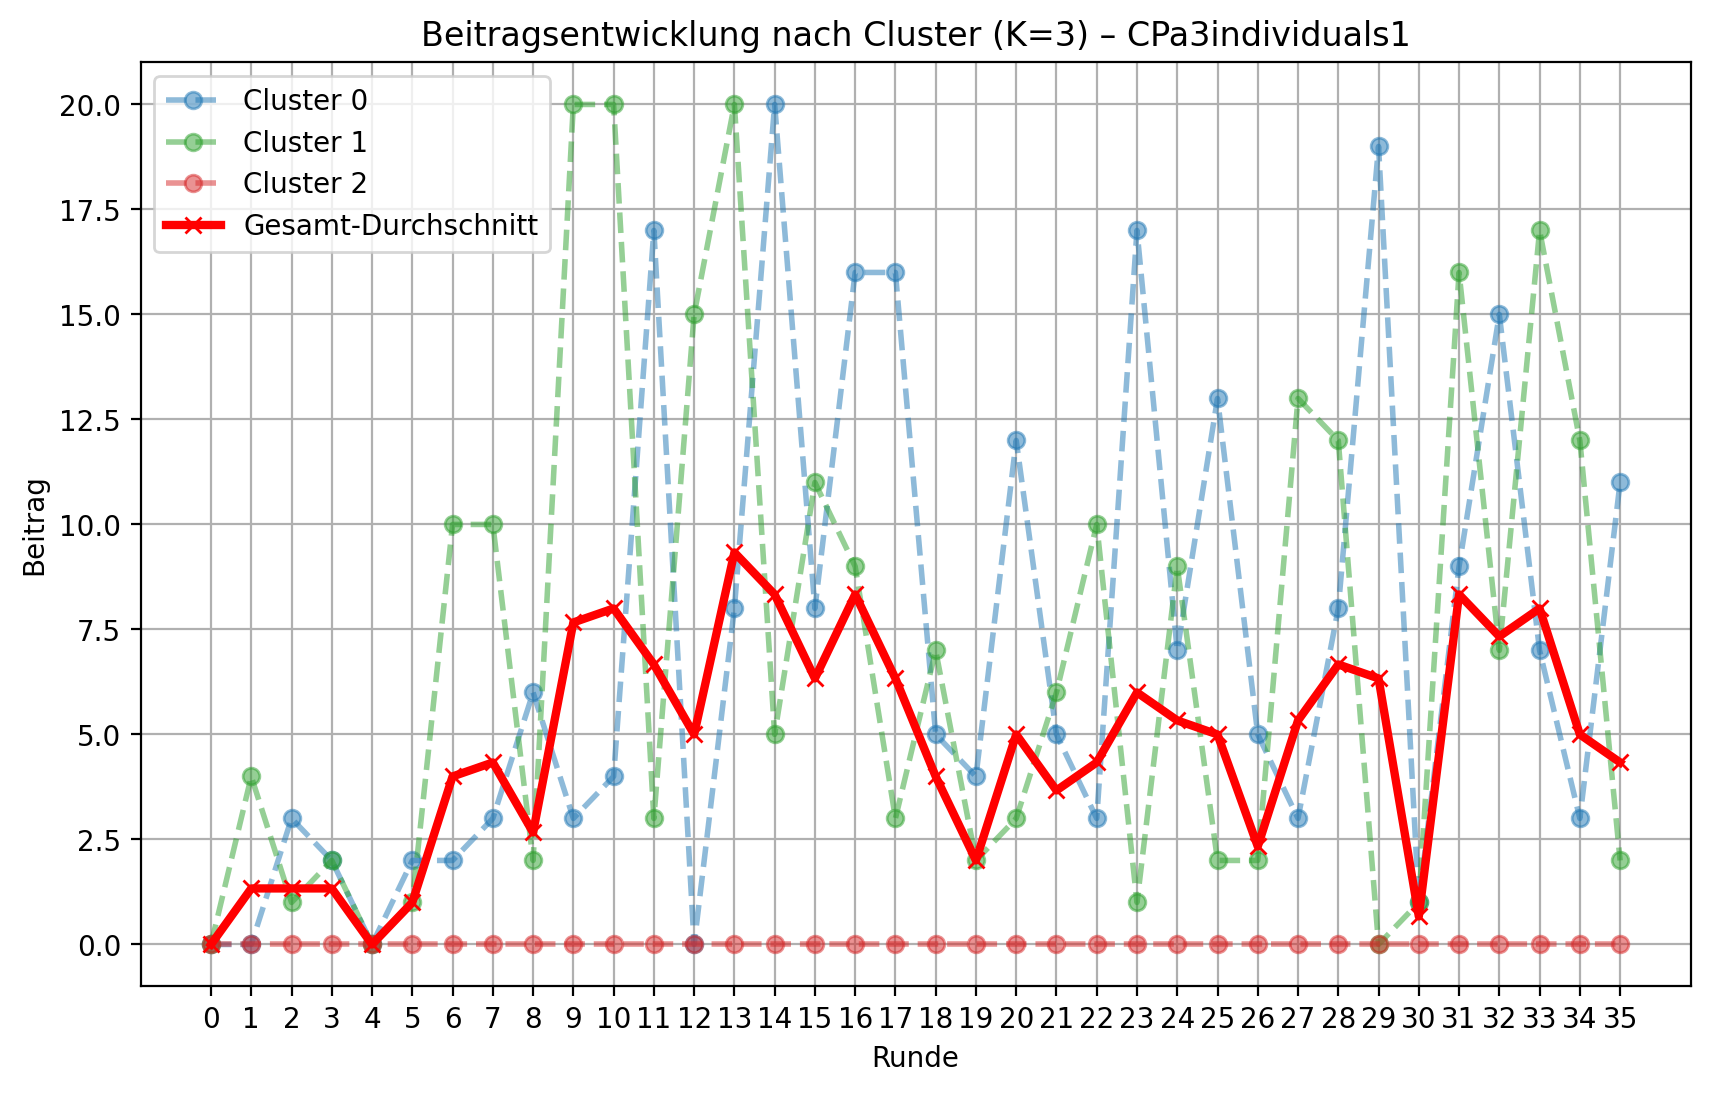 Beitragsentwicklung nach Cluster (K=3) – CPa3individuals1
Cluster 0
Cluster 1
Cluster 2
Gesamt-Durchschnitt
20.0
17.5
15.0
12.5
10.0
7.5
5.0
2.5
0.0
Beitrag
0 1 2 3 4 5 6 7 8 9 10 11 12 13 14 15 16 17 18 19 20 21 22 23 24 25 26 27 28 29 30 31 32 33 34 35
Runde